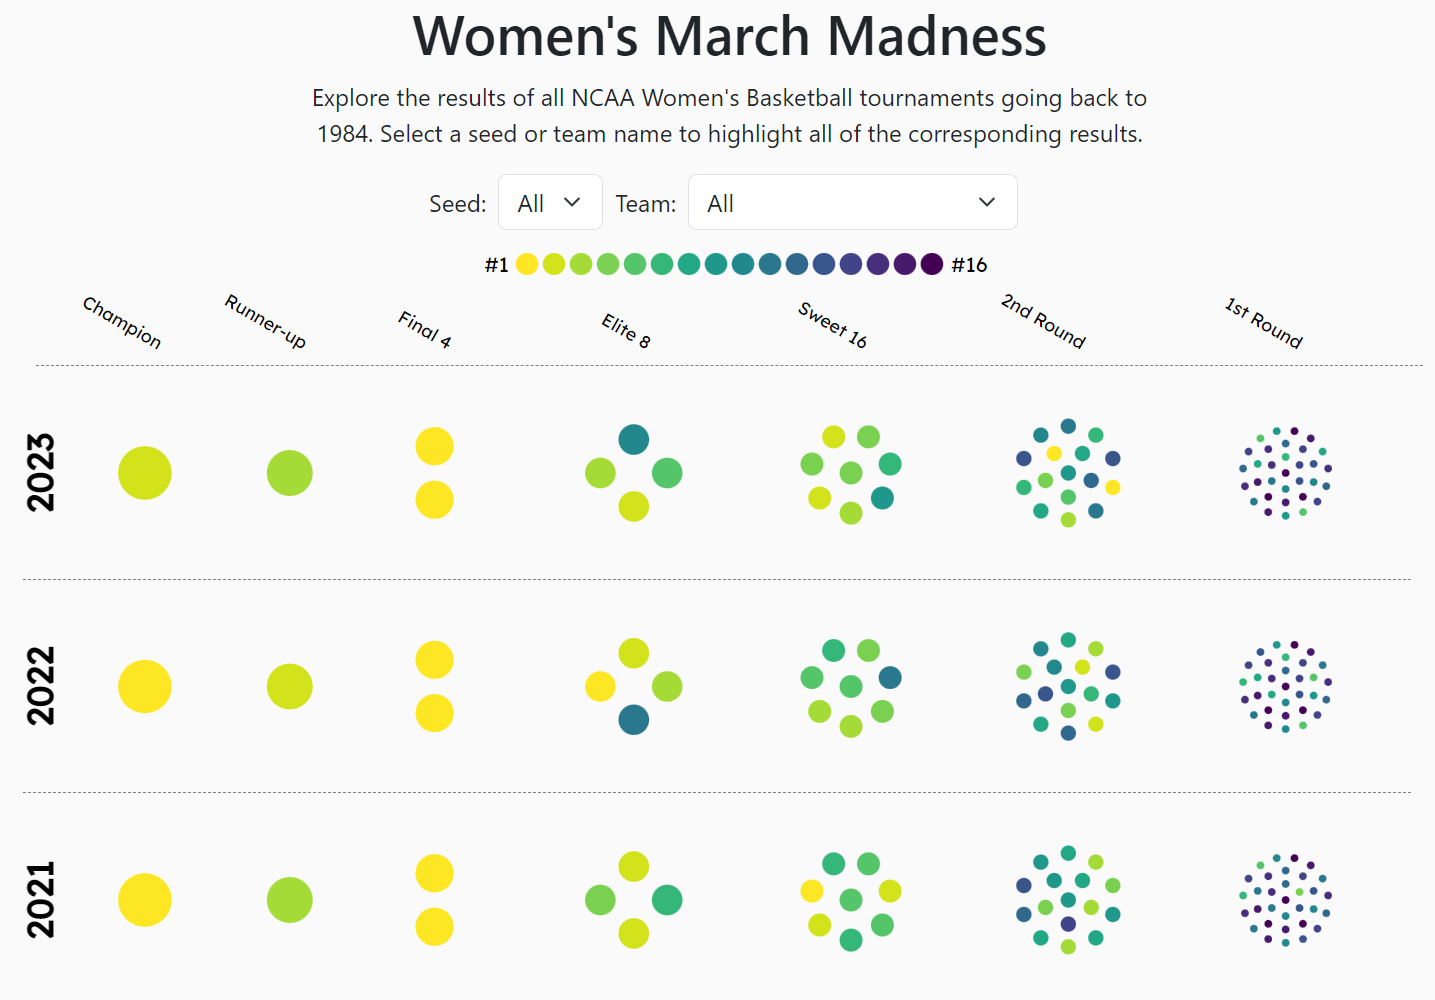 Women's March Madness
Explore the results of all NCAA Women's Basketball tournaments going back to
1984. Select a seed or team name to highlight all of the corresponding results.
Seed: All Team: All
#1 #16
Champion Runner-up Final 4 Elite 8 Sweet 16 2nd Round 1st Round
2023
2022
2021